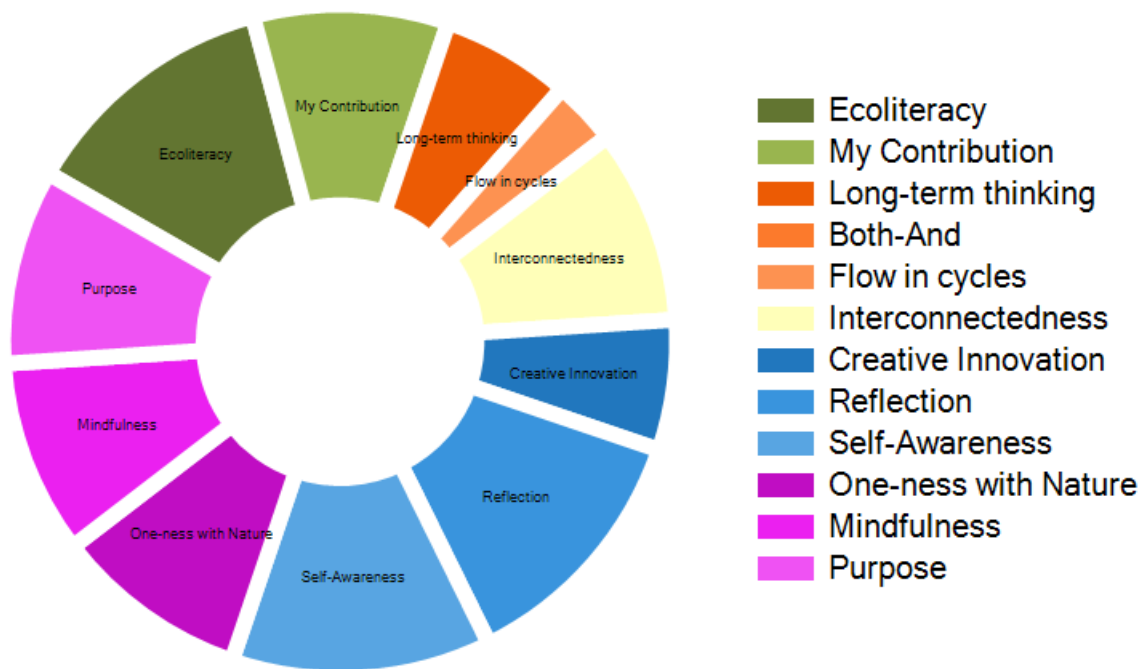 My Contribution
Long-term thinking
Ecoliteracy
Flow in cycles
Interconnectedness
Purpose
Creative Innovation
Mindfulness
Reflection
One-ness with Nature
Self-Awareness
Ecoliteracy
My Contribution
Long-term thinking
Both-And
Flow in cycles
Interconnectedness
Creative Innovation
Reflection
Self-Awareness
One-ness with Nature
Mindfulness
Purpose